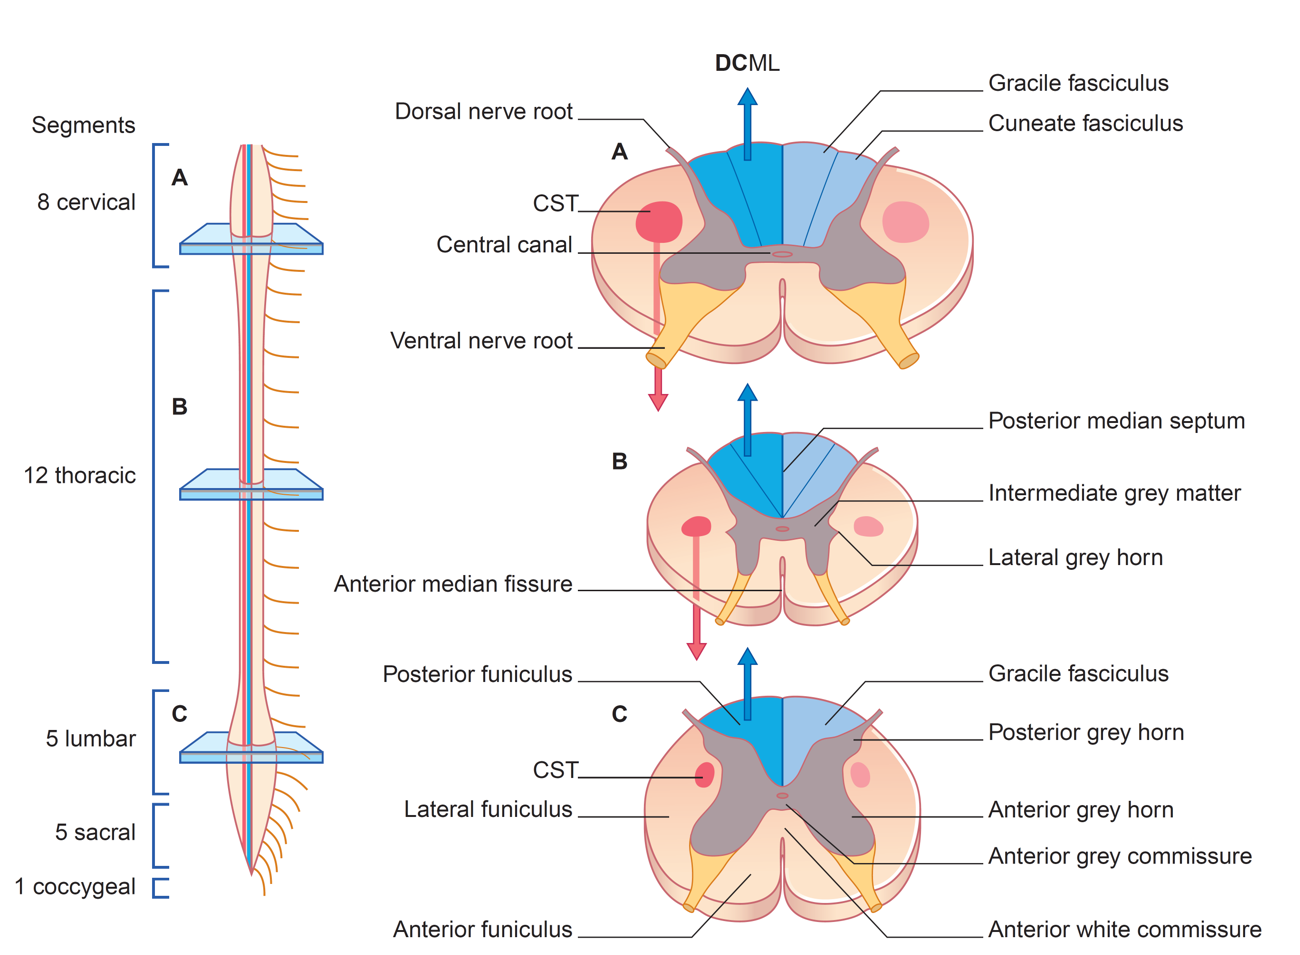 Segments
A
8 cervical
B
12 thoracic
C
5 lumbar
5 sacral
1 coccygeal
DCML
Dorsal nerve root
Gracile fasciculus
Cuneate fasciculus
A
CST
Central canal
Ventral nerve root
B
Posterior median septum
Intermediate grey matter
Lateral grey horn
Anterior median fissure
Posterior funiculus
Gracile fasciculus
C
Posterior grey horn
CST
Lateral funiculus
Anterior grey horn
Anterior grey commissure
Anterior funiculus
Anterior white commissure